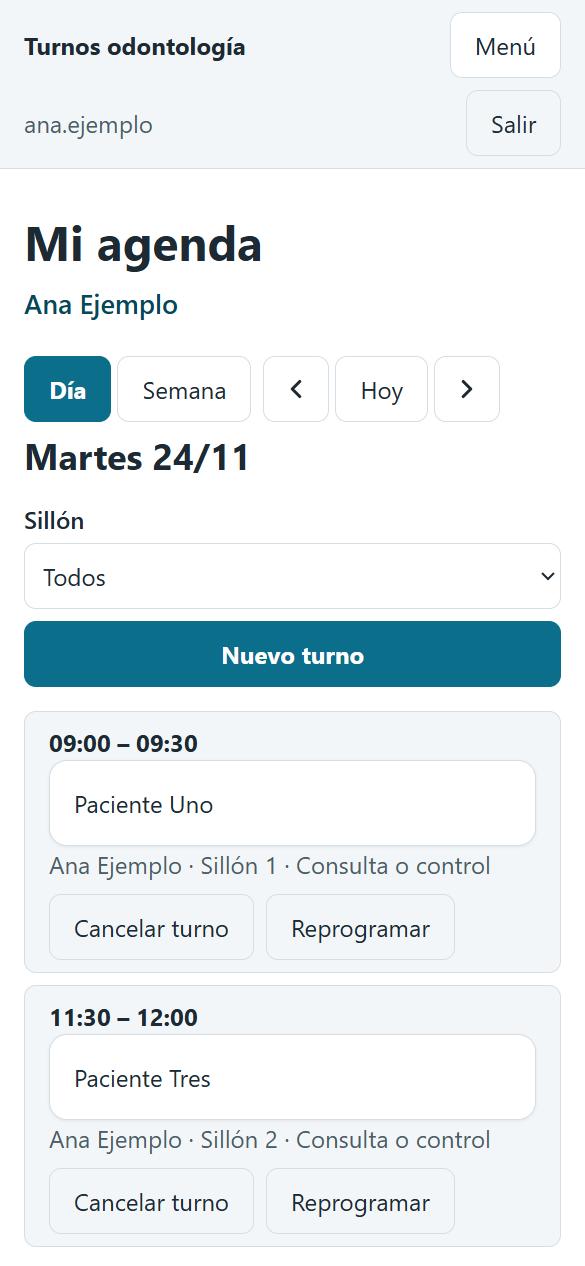 Turnos odontología
Menú
ana.ejemplo
Salir
Mi agenda
Ana Ejemplo
Día
Semana
Hoy
Martes 24/11
Sillón
Todos
Nuevo turno
09:00 – 09:30
Paciente Uno
Ana Ejemplo · Sillón 1 · Consulta o control
Cancelar turno
Reprogramar
11:30 – 12:00
Paciente Tres
Ana Ejemplo · Sillón 2 · Consulta o control
Cancelar turno
Reprogramar